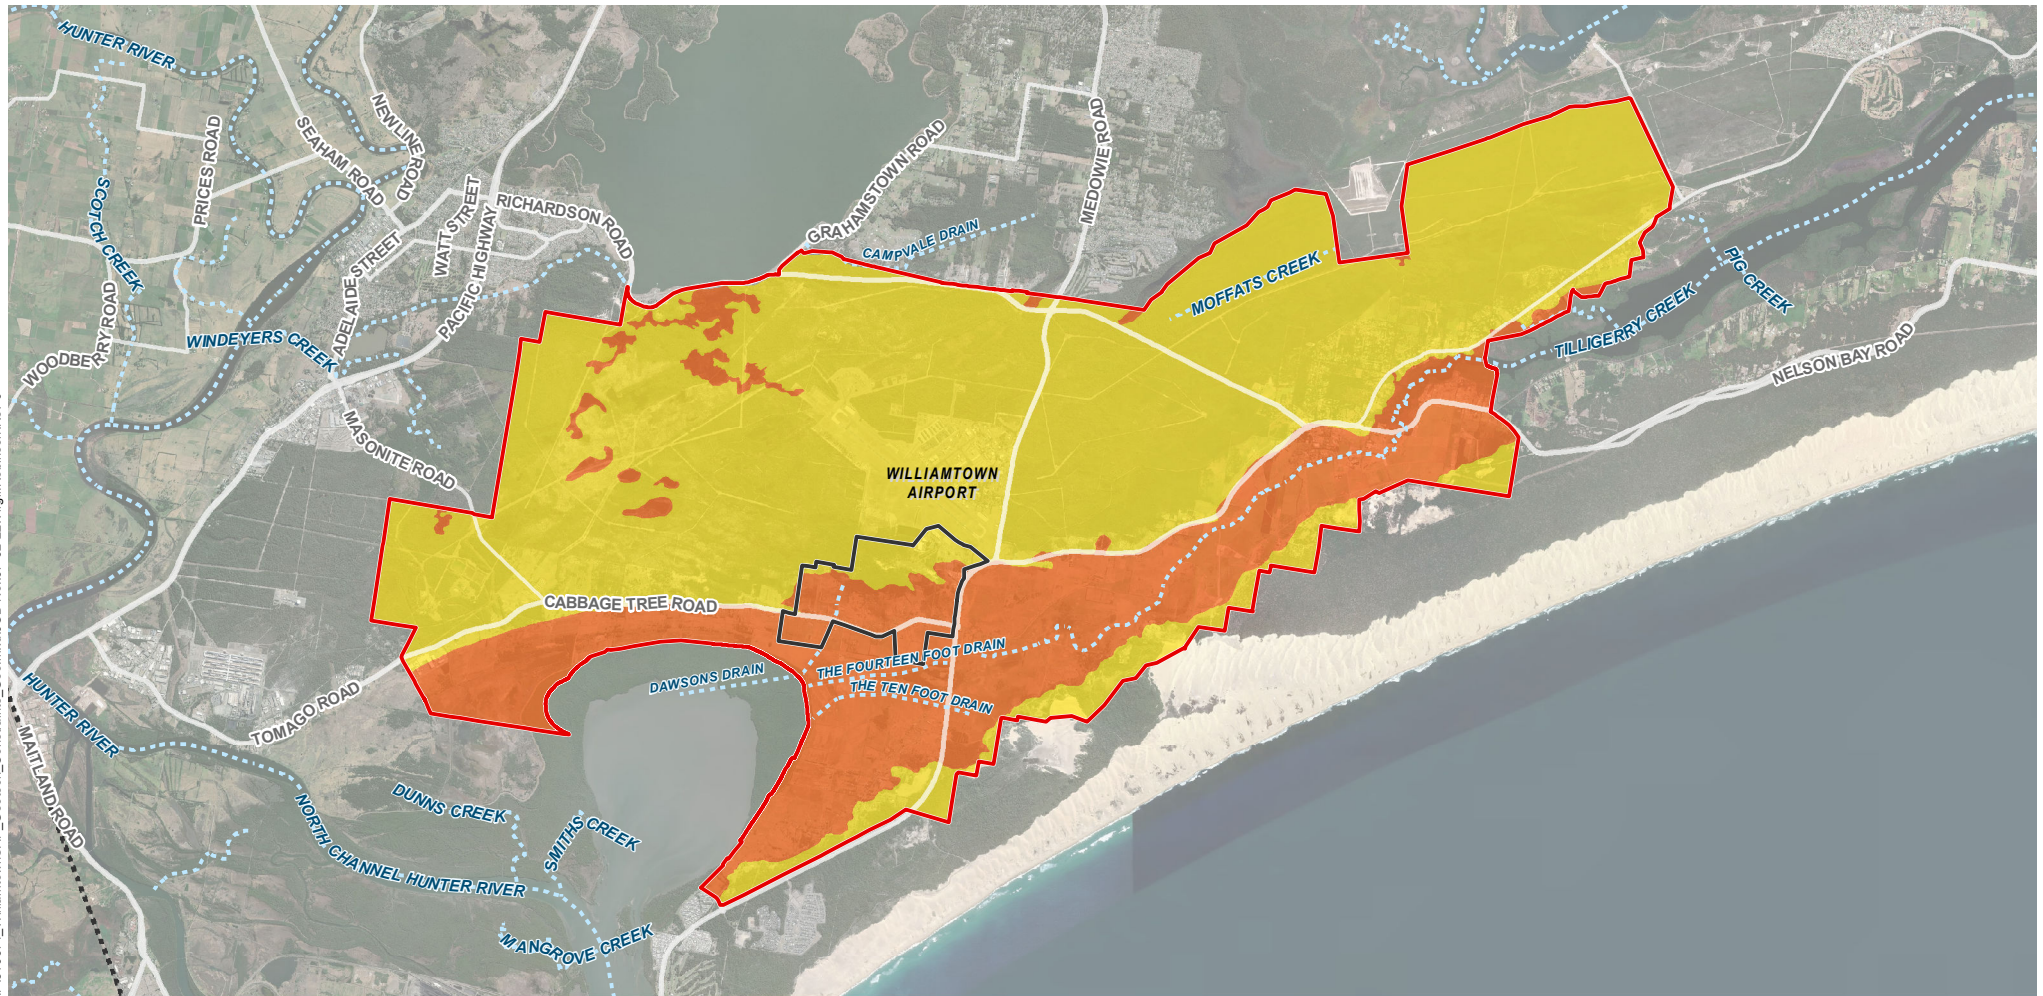 HUNTER RIVER
NEWLINE ROAD
SEAHAM ROAD
PRICES ROAD
SCOTCH CREEK
WATT STREET
RICHARDSON ROAD
PACIFIC HIGHWAY
ADELAIDE STREET
GRAHAMSTOWN ROAD
CAMPVALE DRAIN
MEDOWIE ROAD
MOFFATS CREEK
PIG CREEK
TILLIGERRY CREEK
NELSON BAY ROAD
WINDEYERS CREEK
WOODBERRY ROAD
MASONITE ROAD
WILLIAMTOWN
AIRPORT
CABBAGE TREE ROAD
THE FOURTEEN FOOT DRAIN
DAWSONS DRAIN
THE TEN FOOT DRAIN
TOMAGO ROAD
HUNTER RIVER
MAITLAND ROAD
DUNNS CREEK
SMITHS CREEK
NORTH CHANNEL HUNTER RIVER
MANGROVE CREEK